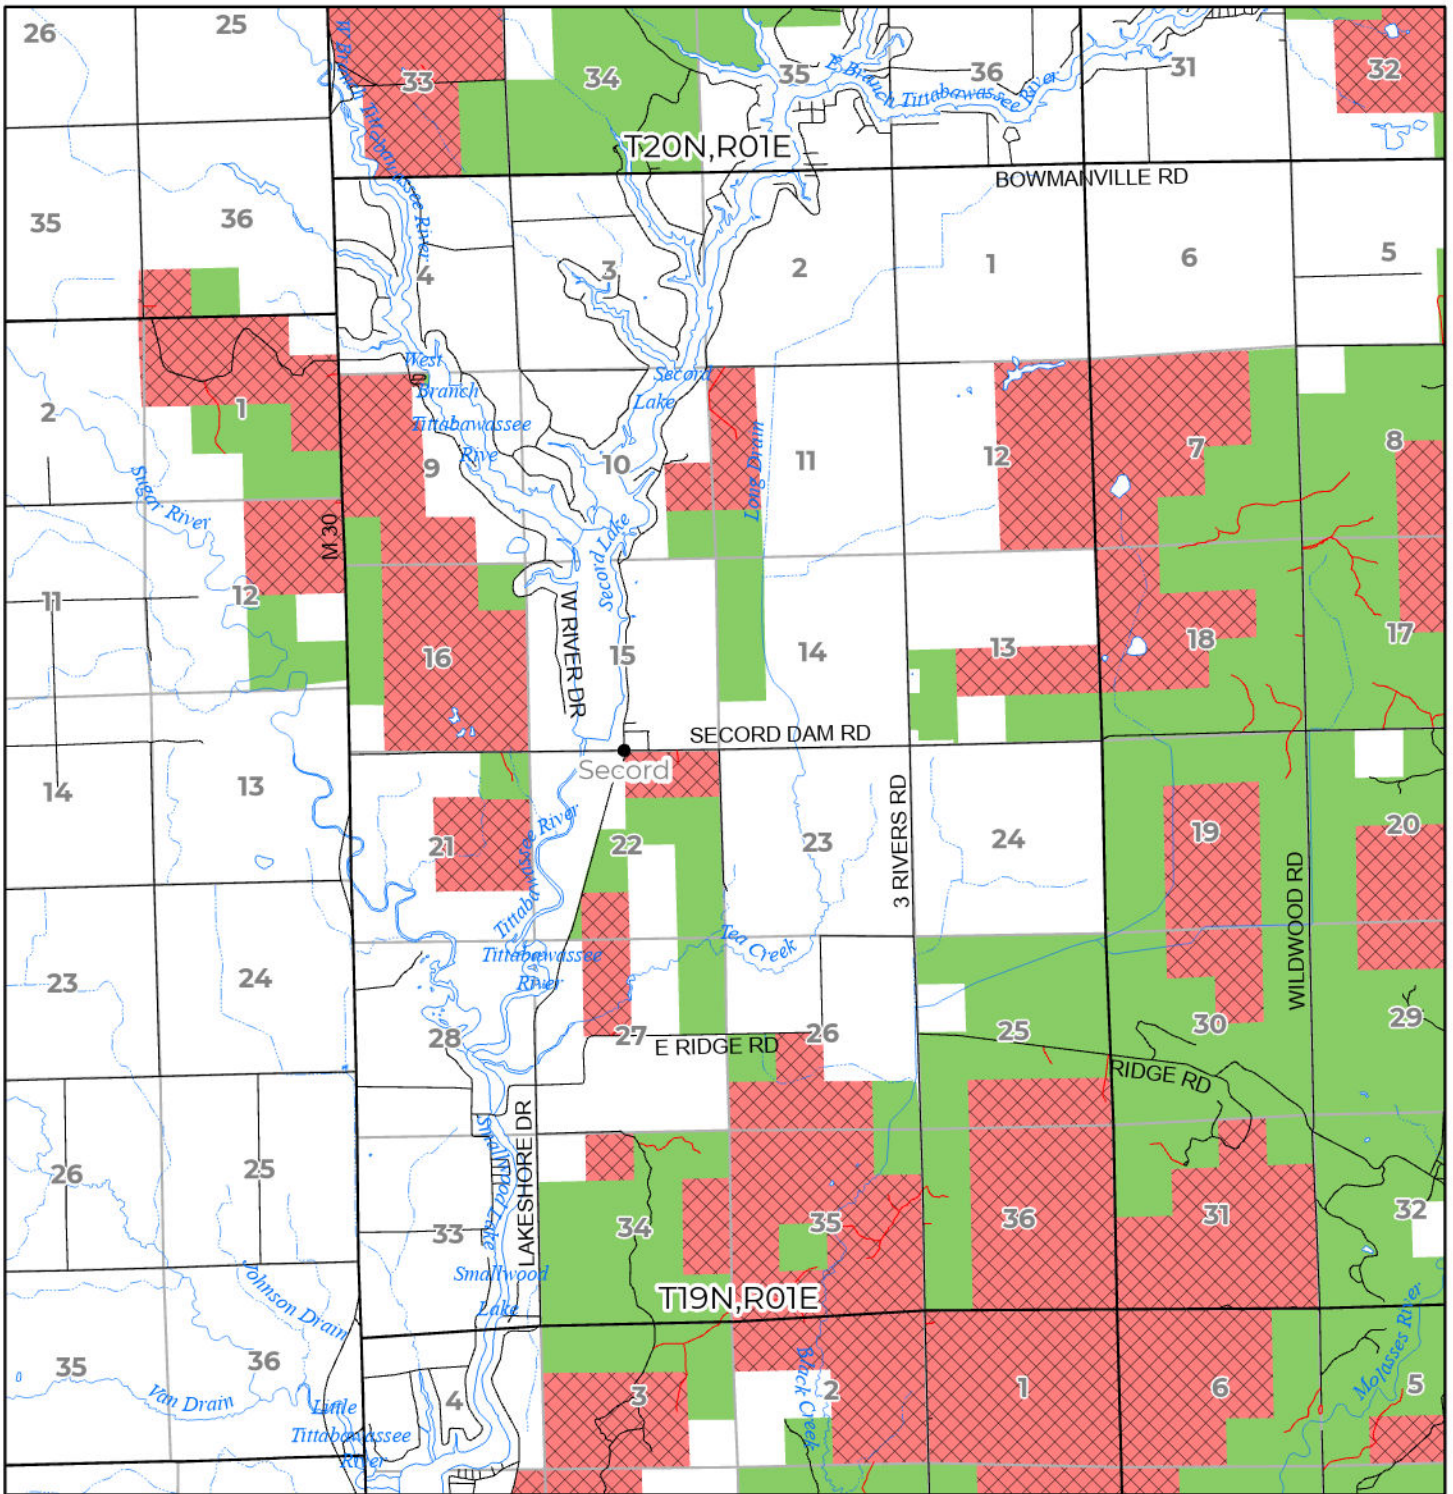 26
25
33
34
35
36
31
32
W Branch Tittabawassee River
E Branch Tittabawassee River
T20N,R01E
BOWMANVILLE RD
35
36
4
3
2
1
6
5
West
Branch
Tittabawassee
Rive
Secord
Lake
2
1
9
10
11
12
7
8
Long Drain
Sugar River
M 30
Secord Lake
11
12
16
W RIVER DR
15
14
13
18
17
SECORD DAM RD
Secord
14
13
21
22
23
24
19
20
3 RIVERS RD
WILDWOOD RD
Tittabawassee River
Tittabawassee
River
Tea Creek
23
24
28
27
26
25
30
29
E RIDGE RD
RIDGE RD
LAKESHORE DR
Smallwood Lake
26
25
33
34
35
36
31
32
Johnson Drain
Smallwood
Lake
T19N,R01E
Molasses River
35
36
Van Drain
Little
Tittabawassee
River
4
3
2
Black Creek
1
6
5